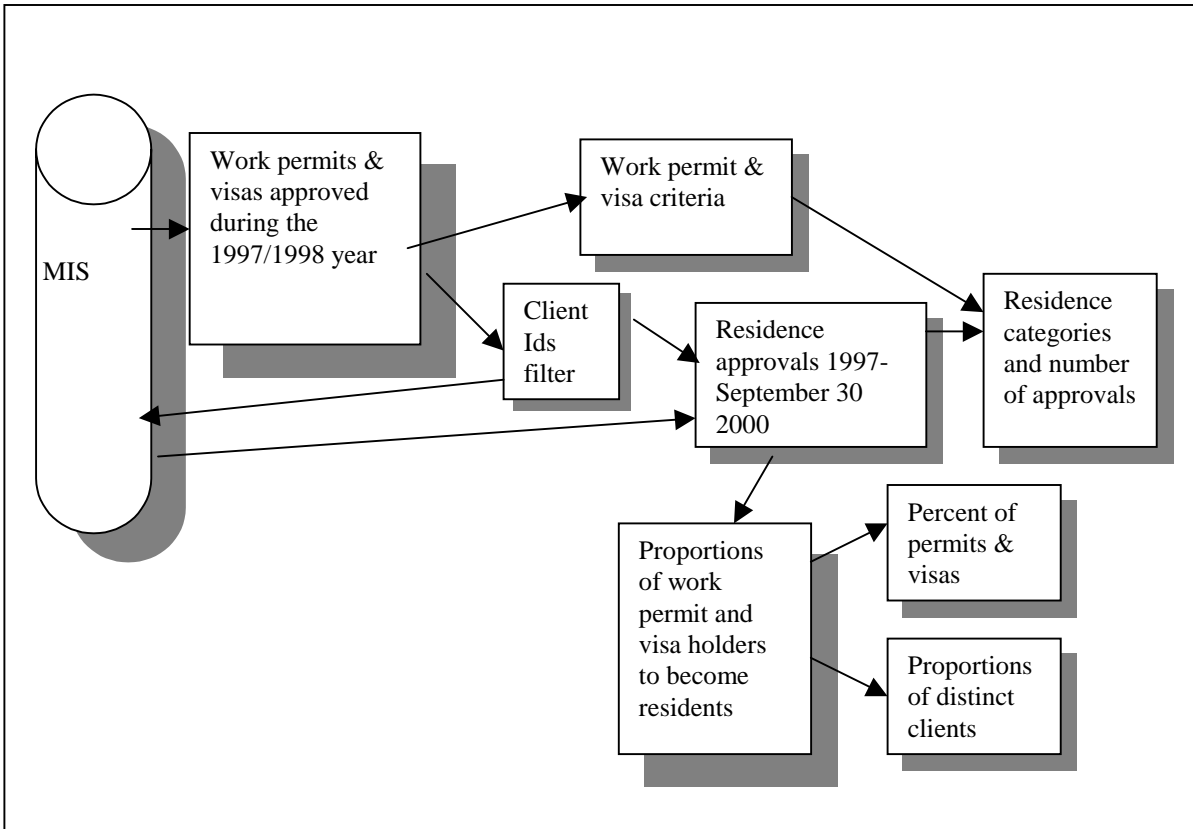 MIS
Work permits &
visas approved
during the
1997/1998 year
Work permit &
visa criteria
Client
Ids
filter
Residence
approvals 1997-
September 30
2000
Residence
categories
and number
of approvals
Proportions
of work
permit and
visa holders
to become
residents
Percent of
permits &
visas
Proportions
of distinct
clients